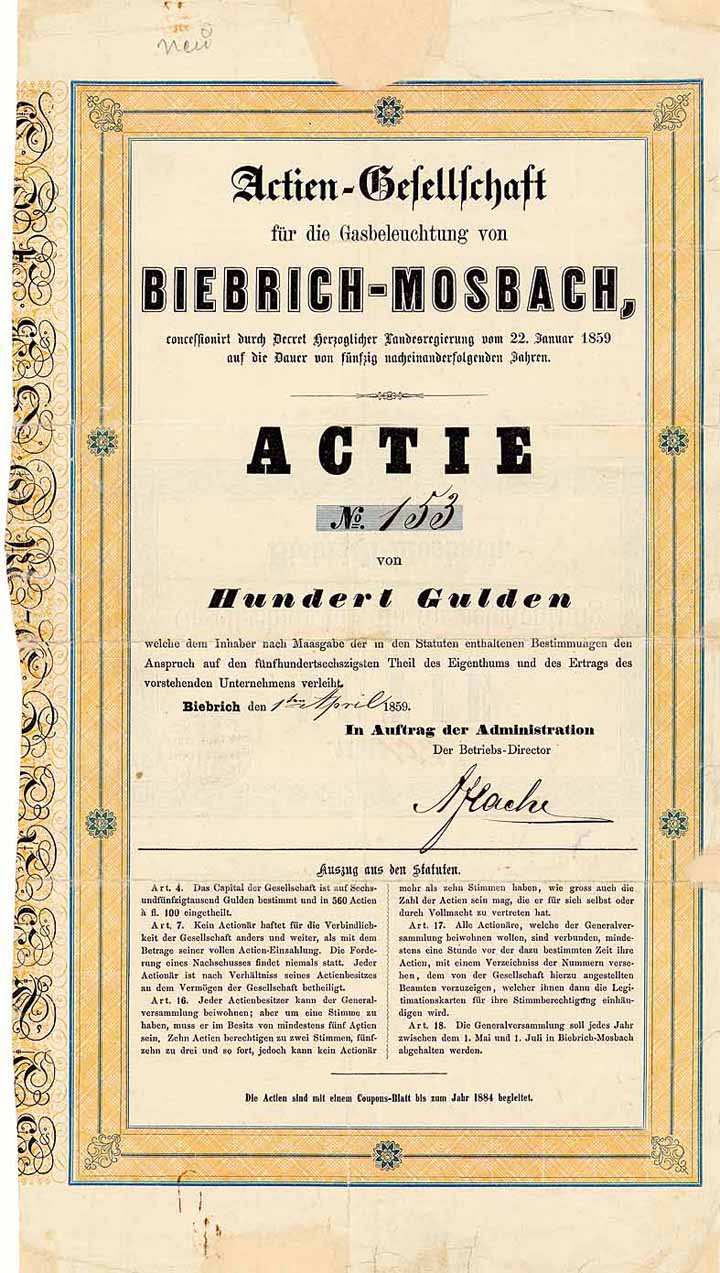 neu
Actien-Gesellschaft
für die Gasbeleuchtung von
BIEBRICH-MOSBACH,
concessionirt durch Decret Herzoglicher Landesregierung vom 22. Januar 1859
auf die Dauer von fünfzig nacheinanderfolgenden Jahren.
ACTIE
No. 153
von
Hundert Gulden
welche dem Inhaber nach Maasgabe der in den Statuten enthaltenen Bestimmungen den
Anspruch auf den fünfhundertsechszigsten Theil des Eigenthums und des Ertrags des
vorstehenden Unternehmens verleiht.
Biebrich den 1ten April 1859.
In Auftrag der Administration
Der Betriebs-Director
Auszug aus den Statuten.
Art. 4. Das Capital der Gesellschaft ist auf Sechs-
undfünfzigtausend Gulden bestimmt und in 560 Actien
à fl. 100 eingetheilt.
Art. 7. Kein Actionär haftet für die Verbindlich-
keit der Gesellschaft anders und weiter, als mit dem
Betrage seiner vollen Actien-Einzahlung. Die Forde-
rung eines Nachschusses findet niemals statt. Jeder
Actionär ist nach Verhältniss seines Actienbesitzes
an dem Vermögen der Gesellschaft betheiligt.
Art. 16. Jeder Actienbesitzer kann der General-
versammlung beiwohnen; aber um eine Stimme zu
haben, muss er im Besitz von mindestens fünf Actien
sein. Zehn Actien berechtigen zu zwei Stimmen, fünf-
zehn zu drei und so fort, jedoch kann kein Actionär
mehr als zehn Stimmen haben, wie gross auch die
Zahl der Actien sein mag, die er für sich selbst oder
durch Vollmacht zu vertreten hat.
Art. 17. Alle Actionäre, welche der Generalver-
sammlung beiwohnen wollen, sind verbunden, minde-
stens eine Stunde vor der dazu bestimmten Zeit ihre
Actien, mit einem Verzeichniss der Nummern verse-
hen, dem von der Gesellschaft hierzu angestellten
Beamten vorzuzeigen, welcher ihnen dann die Legi-
timationskarten für ihre Stimmberechtigung einhän-
digen wird.
Art. 18. Die Generalversammlung soll jedes Jahr
zwischen dem 1. Mai und 1. Juli in Biebrich-Mosbach
abgehalten werden.
Die Actien sind mit einem Coupons-Blatt bis zum Jahr 1884 begleitet.